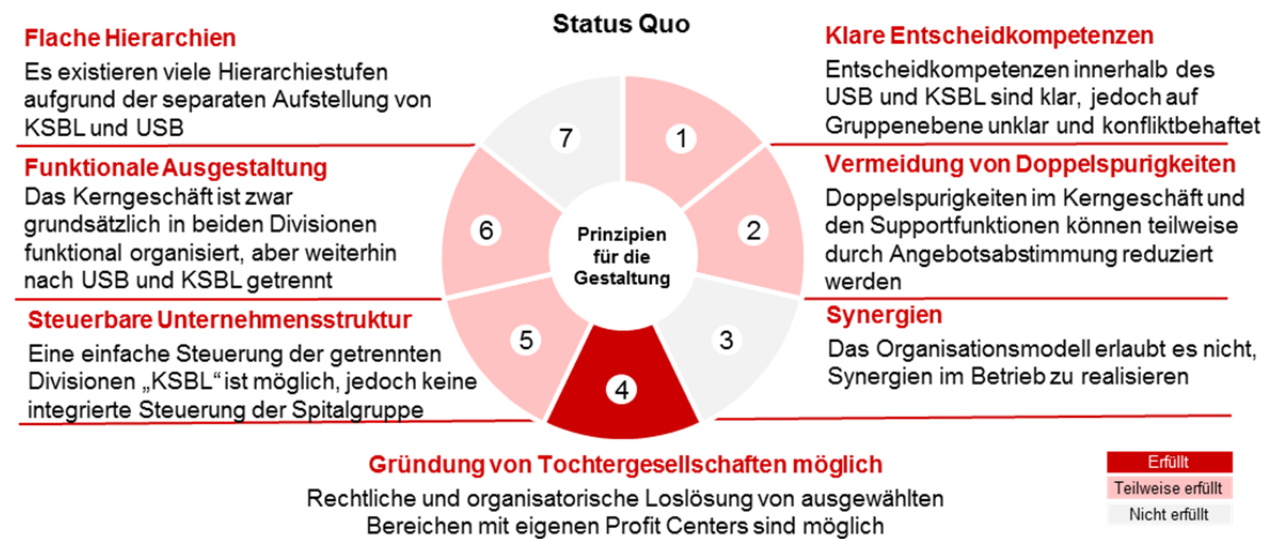 Status Quo
Flache Hierarchien
Es existieren viele Hierarchiestufen
aufgrund der separaten Aufstellung von
KSBL und USB
Funktionale Ausgestaltung
Das Kerngeschäft ist zwar
grundsätzlich in beiden Divisionen
funktional organisiert, aber weiterhin
nach USB und KSBL getrennt
Steuerbare Unternehmensstruktur
Eine einfache Steuerung der getrennten
Divisionen „KSBL“ ist möglich, jedoch keine
integrierte Steuerung der Spitalgruppe
7
1
6
2
5
3
4
Prinzipien
für die
Gestaltung
Klare Entscheidkompetenzen
Entscheidkompetenzen innerhalb des
USB und KSBL sind klar, jedoch auf
Gruppenebene unklar und konfliktbehaftet
Vermeidung von Doppelspurigkeiten
Doppelspurigkeiten im Kerngeschäft und
den Supportfunktionen können teilweise
durch Angebotsabstimmung reduziert
werden
Synergien
Das Organisationsmodell erlaubt es nicht,
Synergien im Betrieb zu realisieren
Gründung von Tochtergesellschaften möglich
Rechtliche und organisatorische Loslösung von ausgewählten
Bereichen mit eigenen Profit Centers sind möglich
Erfüllt
Teilweise erfüllt
Nicht erfüllt